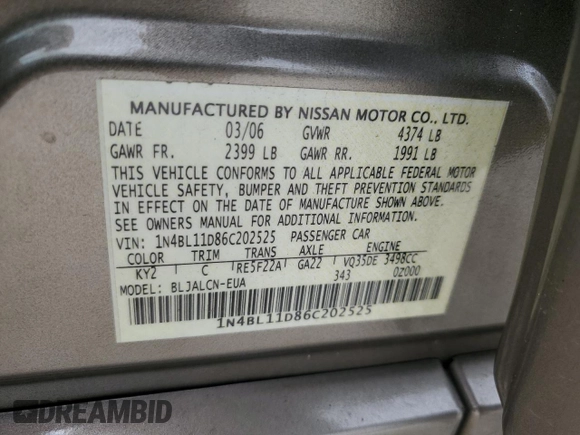 MANUFACTURED BY NISSAN MOTOR CO., LTD.
DATE 03/06 GVWR 4374 LB
GAWR FR. 2399 LB GAWR RR. 1991 LB
THIS VEHICLE CONFORMS TO ALL APPLICABLE FEDERAL MOTOR
VEHICLE SAFETY, BUMPER AND THEFT PREVENTION STANDARDS
IN EFFECT ON THE DATE OF MANUFACTURE SHOWN ABOVE.
SEE OWNERS MANUAL FOR ADDITIONAL INFORMATION.
VIN: 1N4BL11D86C202525 PASSENGER CAR
COLOR TRIM TRANS AXLE ENGINE
KY2 C RE5F22A GA22 VQ35DE 3498CC
MODEL: BLJALCN-EUA 343 0Z000
1N4BL11D86C202525
DREAMBID